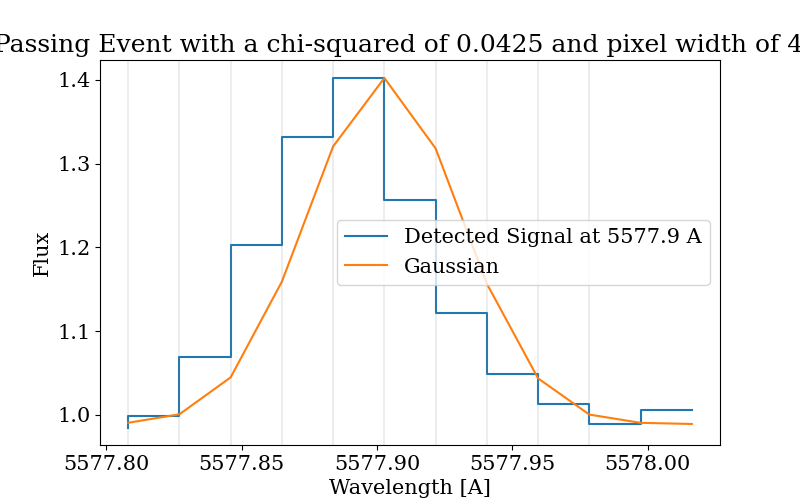 Passing Event with a chi-squared of 0.0425 and pixel width of 4
1.4
1.3
1.2
1.1
1.0
Flux
Detected Signal at 5577.9 A
Gaussian
5577.80 5577.85 5577.90 5577.95 5578.00
Wavelength [A]